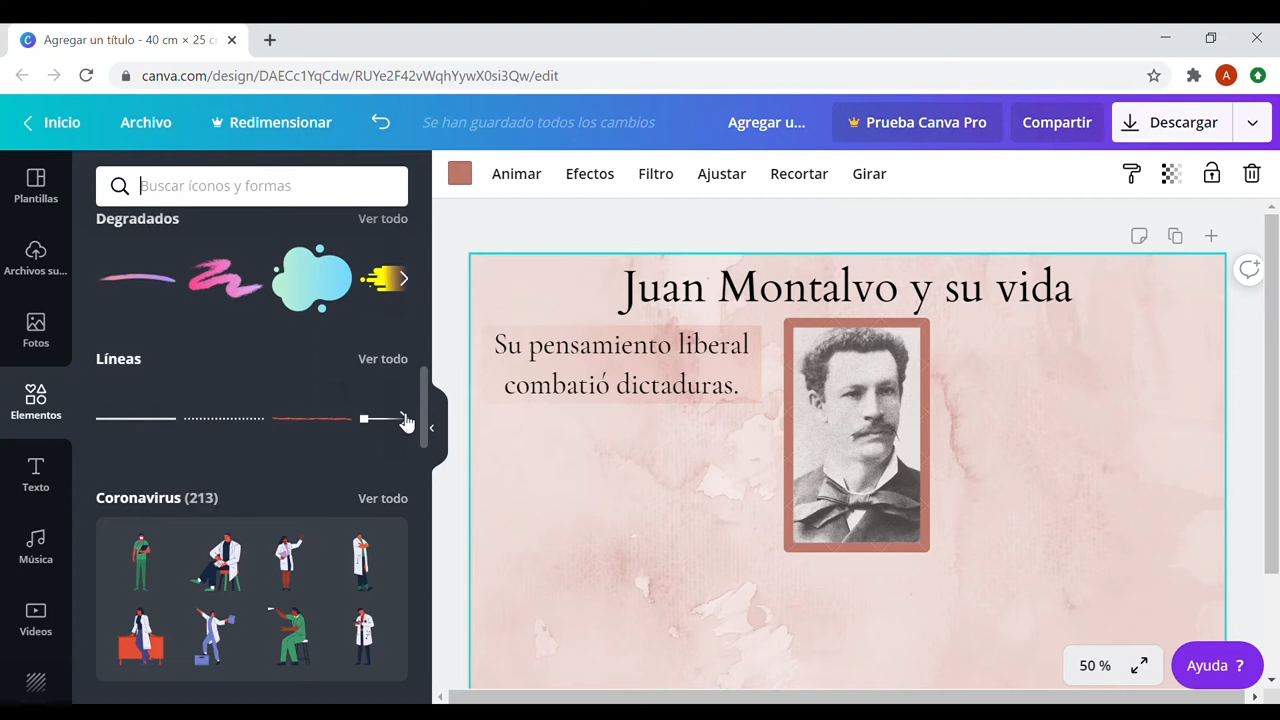 Agregar un título - 40 cm × 25 c
canva.com/design/DAECc1YqCdw/RUYe2F42vWqhYywX0si3Qw/edit
A
Inicio
Archivo
Redimensionar
Se han guardado todos los cambios
Agregar u...
Prueba Canva Pro
Compartir
Descargar
Plantillas
Archivos su...
Fotos
Elementos
Texto
Música
Videos
Buscar íconos y formas
Degradados
Ver todo
Líneas
Ver todo
Coronavirus (213)
Ver todo
Animar
Efectos
Filtro
Ajustar
Recortar
Girar
Juan Montalvo y su vida
Su pensamiento liberal
combatió dictaduras.
50 %
Ayuda ?